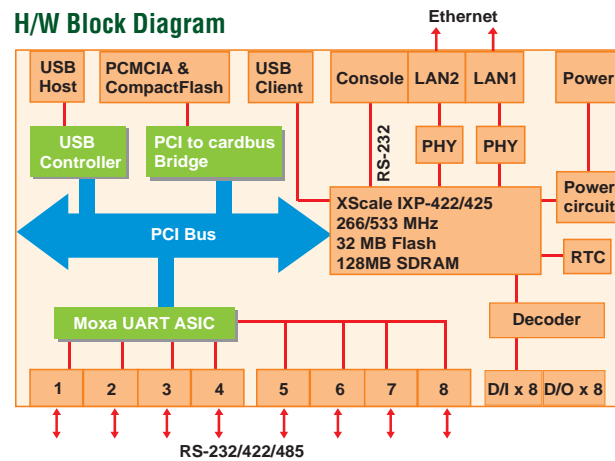 H/W Block Diagram
Ethernet
USB
Host
PCMCIA &
CompactFlash
USB
Client
Console
LAN2
LAN1
Power
RS-232
USB
Controller
PCI to cardbus
Bridge
PHY
PHY
Power
circuit
XScale IXP-422/425
266/533 MHz
32 MB Flash
128MB SDRAM
PCI Bus
RTC
Moxa UART ASIC
Decoder
1
2
3
4
5
6
7
8
D/I x 8
D/O x 8
RS-232/422/485